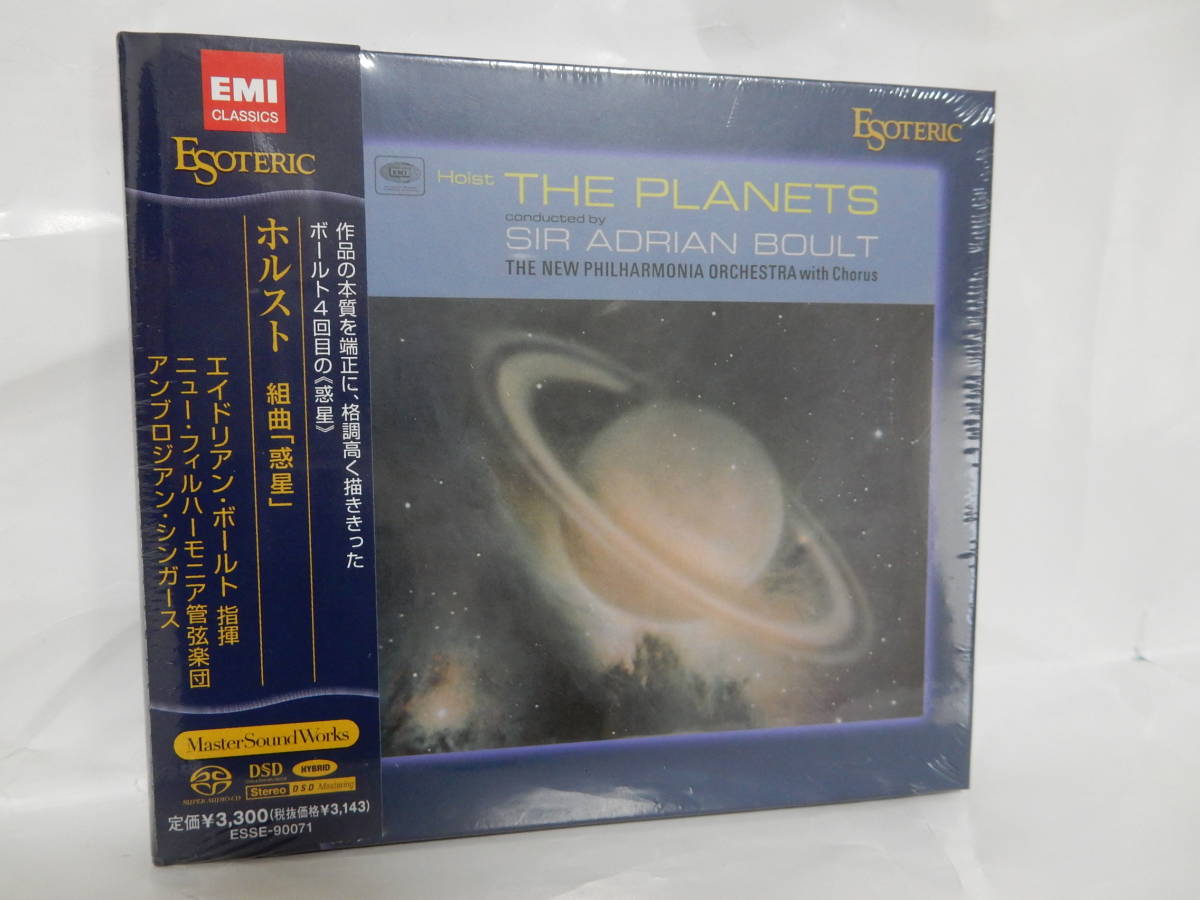 EMI
CLASSICS
ESOTERIC
作品の本質を端正に、格調高く描ききった
ボールト4回目の《惑星》
ホルスト 組曲「惑星」
エイドリアン・ボールト 指揮
ニュー・フィルハーモニア管弦楽団
アンブロジアン・シンガース
MasterSoundWorks
SUPER AUDIO CD
DSD
HYBRID
Stereo
DSD Mastering
定価¥3,300(税抜価格¥3,143)
ESSE-90071
ESOTERIC
EMI
Holst THE PLANETS
conducted by
SIR ADRIAN BOULT
THE NEW PHILHARMONIA ORCHESTRA with Chorus